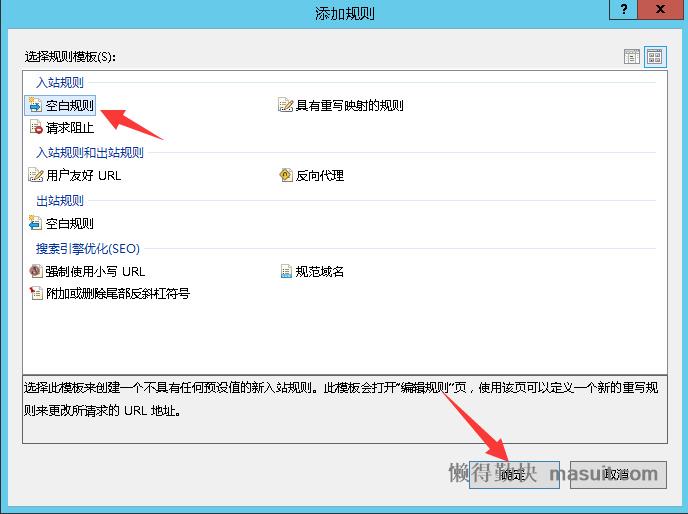 添加规则
? x
选择规则模板(S):
入站规则
空白规则 具有重写映射的规则
请求阻止
入站规则和出站规则
用户友好 URL 反向代理
出站规则
空白规则
搜索引擎优化(SEO)
强制使用小写 URL 规范域名
附加或删除尾部反斜杠符号
选择此模板来创建一个不具有任何预设值的新入站规则。此模板会打开"编辑规则"页，使用该页可以定义一个新的重写规
则来更改所请求的 URL 地址。
确定 取消
懒得勤快 masuit.com